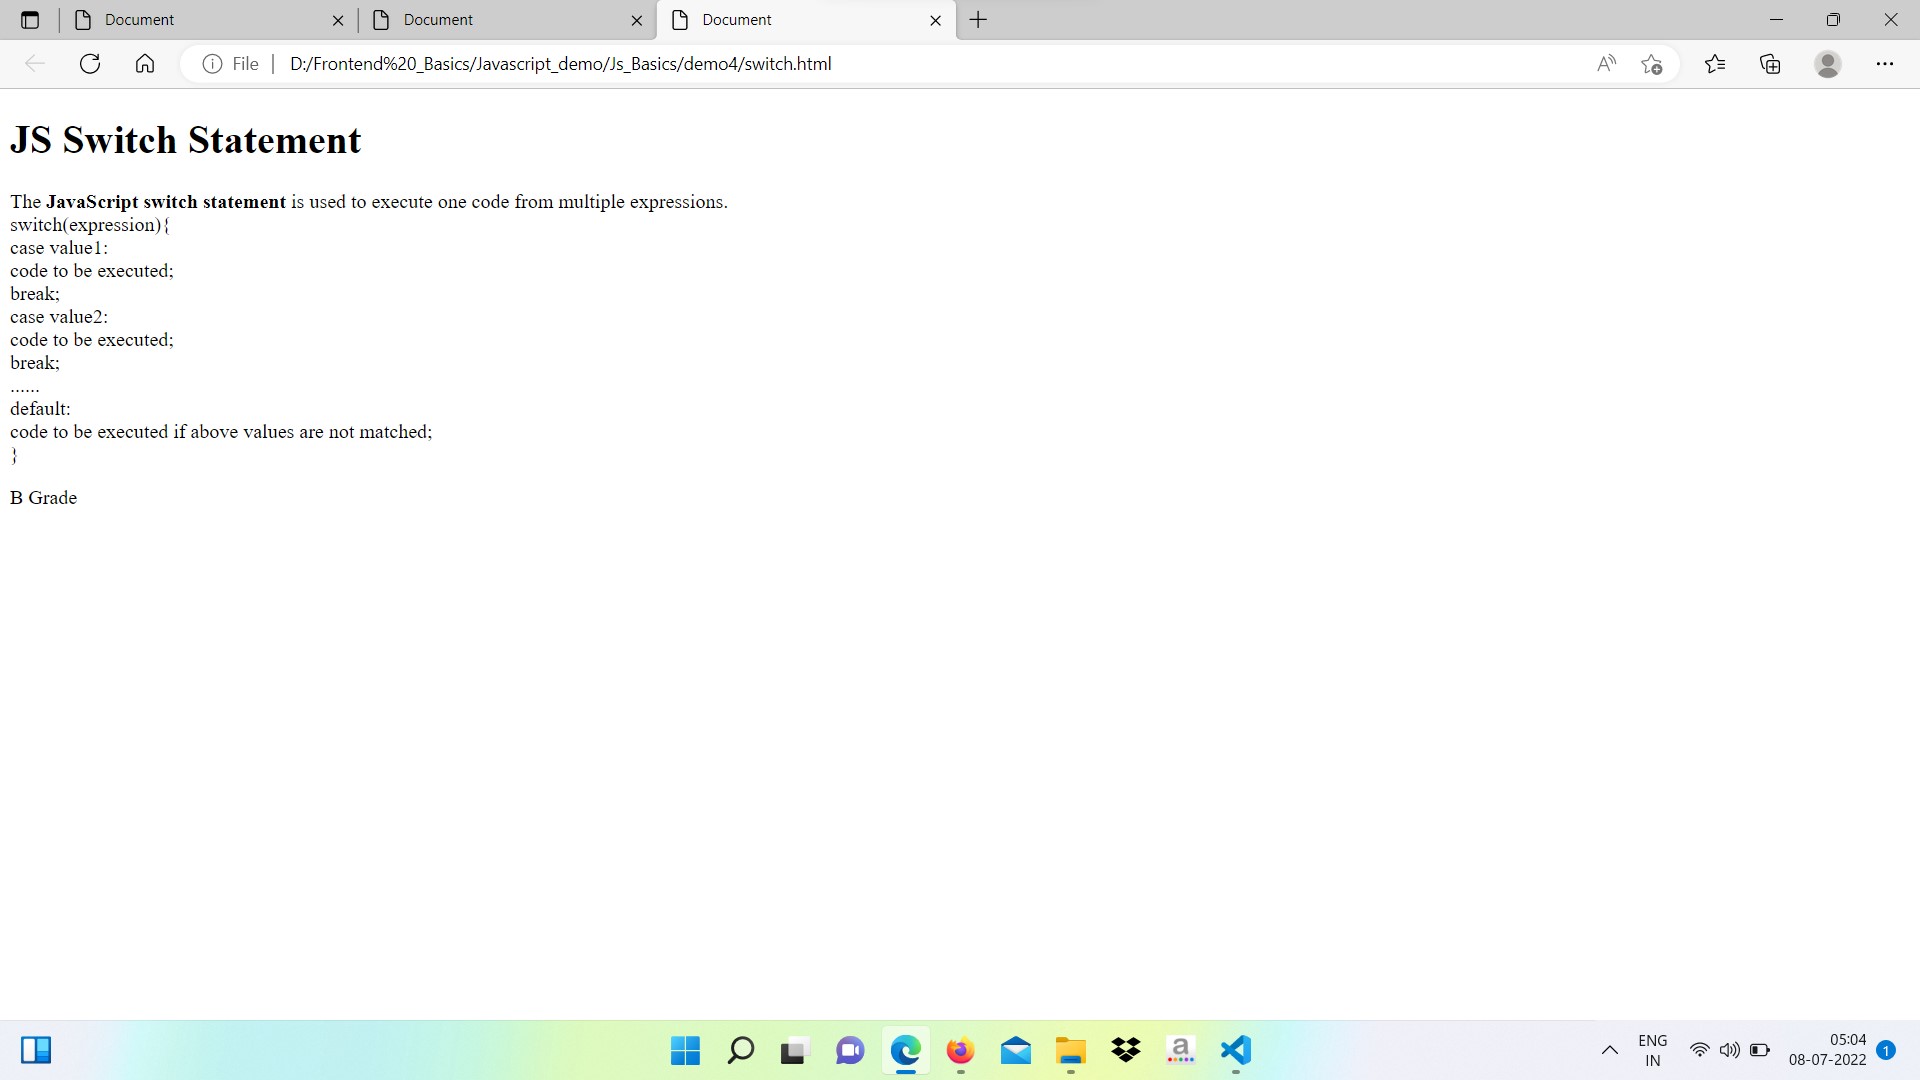 Document
Document
Document
File
D:/Frontend%20_Basics/Javascript_demo/Js_Basics/demo4/switch.html
JS Switch Statement
The JavaScript switch statement is used to execute one code from multiple expressions.
switch(expression){
case value1:
code to be executed;
break;
case value2:
code to be executed;
break;
......
default:
code to be executed if above values are not matched;
}
B Grade
a
ENG
IN
05:04
08-07-2022
1